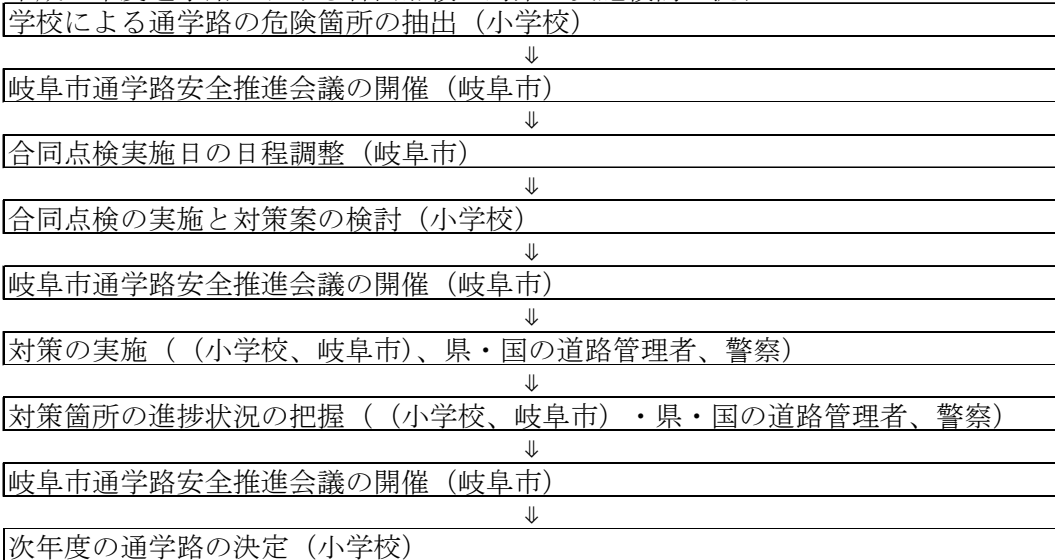 学校による通学路の危険箇所の抽出（小学校）
⇓
岐阜市通学路安全推進会議の開催（岐阜市）
⇓
合同点検実施日の日程調整（岐阜市）
⇓
合同点検の実施と対策案の検討（小学校）
⇓
岐阜市通学路安全推進会議の開催（岐阜市）
⇓
対策の実施（（小学校、岐阜市）、県・国の道路管理者、警察）
⇓
対策箇所の進捗状況の把握（（小学校、岐阜市）・県・国の道路管理者、警察）
⇓
岐阜市通学路安全推進会議の開催（岐阜市）
⇓
次年度の通学路の決定（小学校）